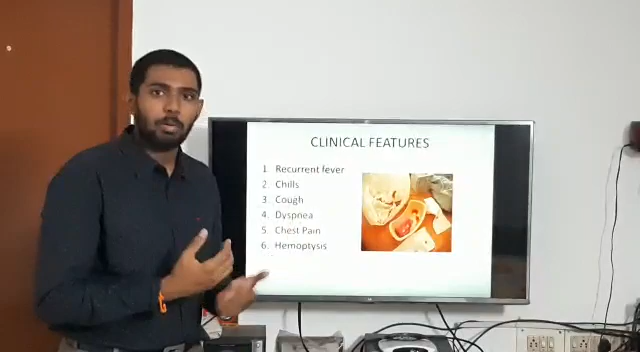 CLINICAL FEATURES
1 Recurrent fever
2. Chills
3. Cough
4. Dyspnea
5. Chest Pain
6. Hemoptysis